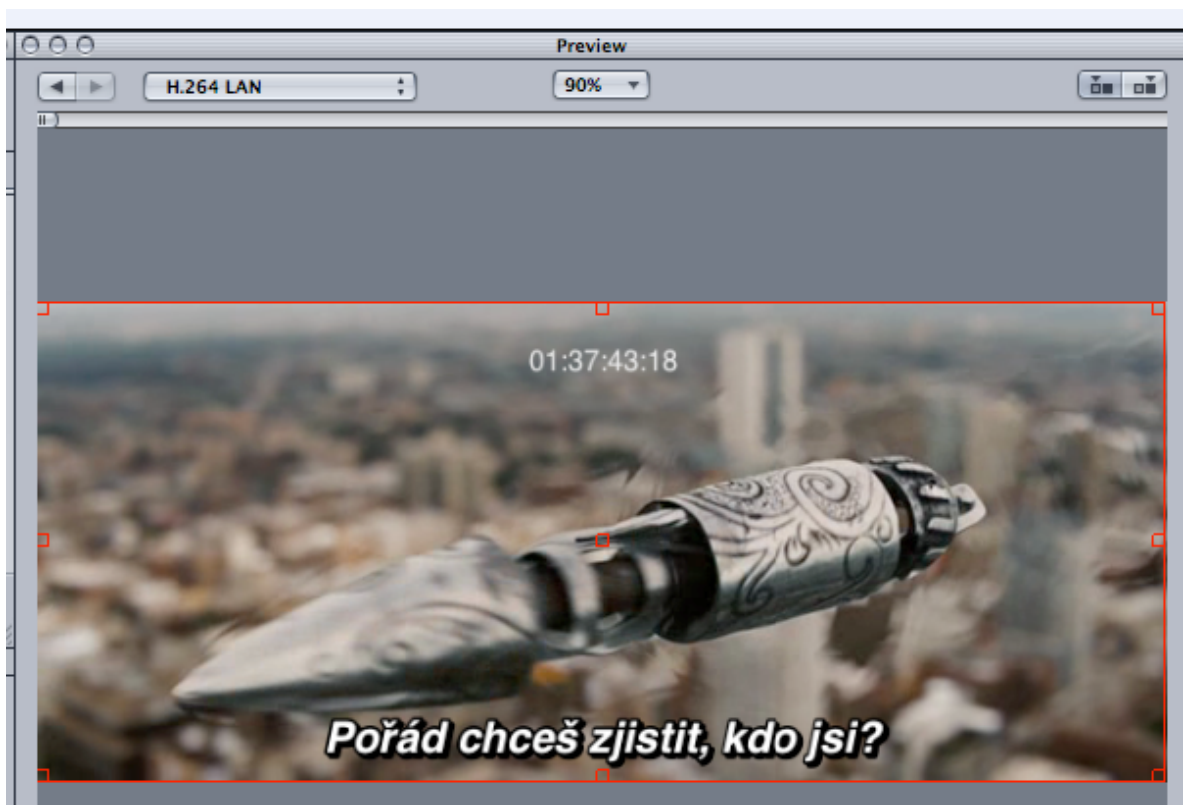 Preview
H.264 LAN
90%
01:37:43:18
Pořád chceš zjistit, kdo jsi?